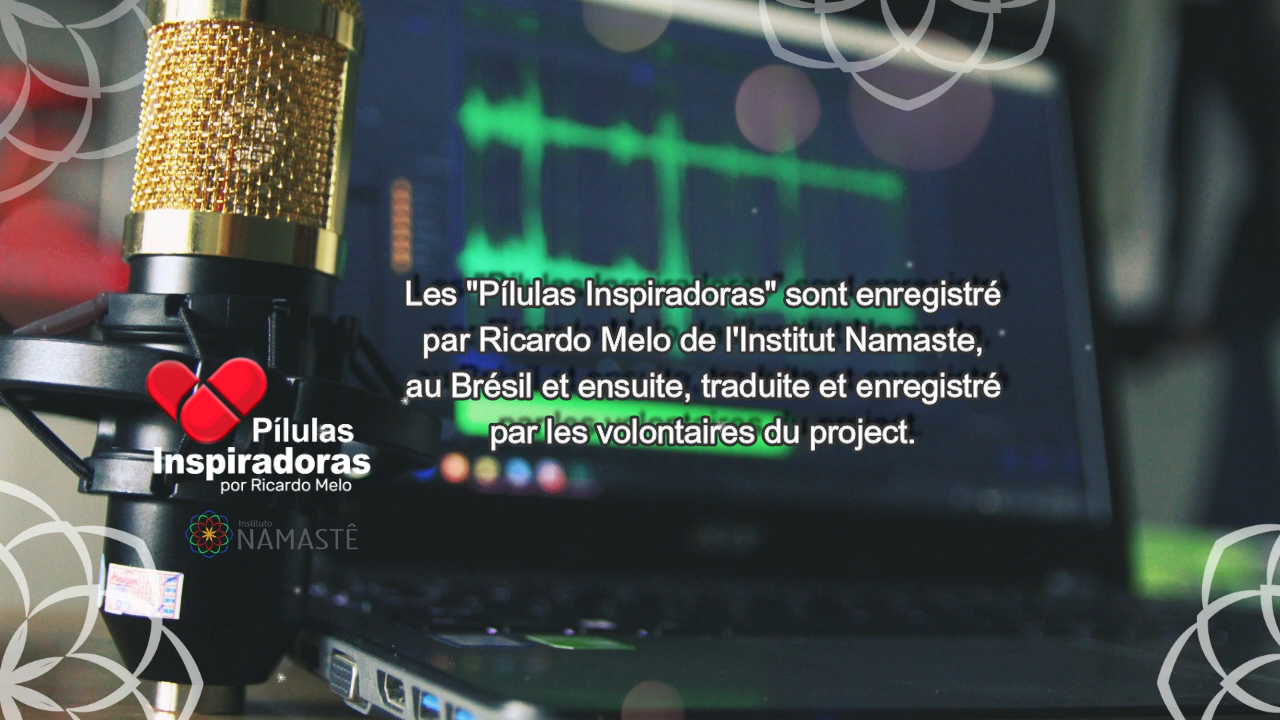 Les "Pílulas Inspiradoras" sont enregistré
par Ricardo Melo de l'Institut Namaste,
au Brésil et ensuite, traduite et enregistré
par les volontaires du project.
Pílulas
Inspiradoras
por Ricardo Melo
Instituto
NAMASTÊ